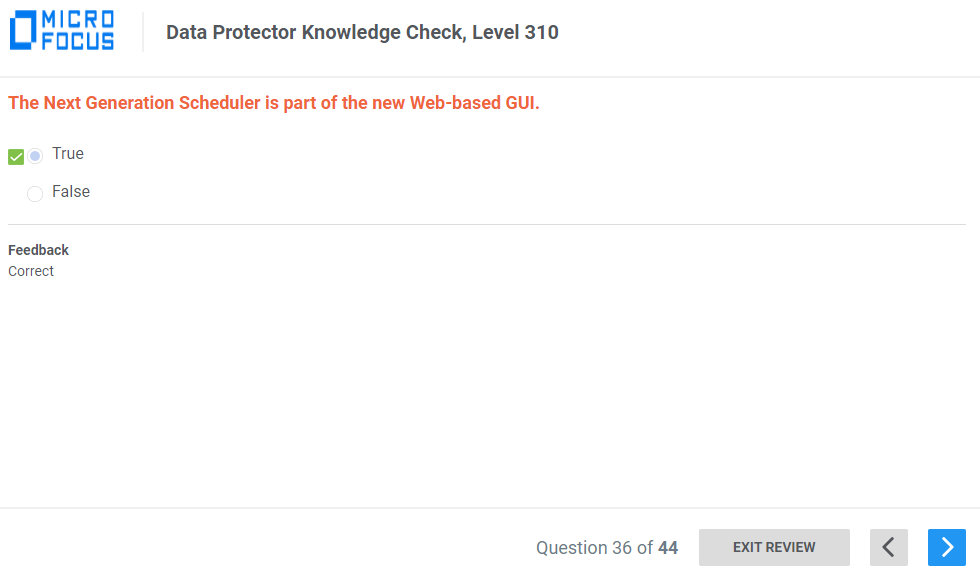 MICRO
FOCUS
Data Protector Knowledge Check, Level 310
The Next Generation Scheduler is part of the new Web-based GUI.
True
False
Feedback
Correct
Question 36 of 44
EXIT REVIEW